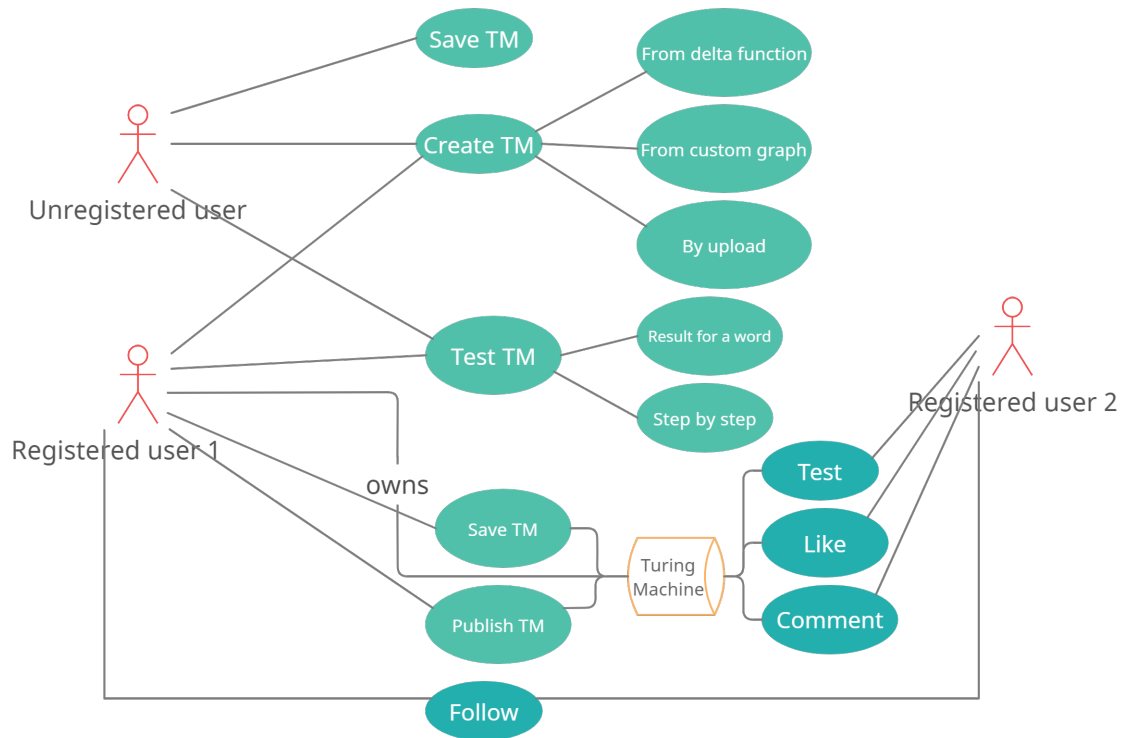 Save TM
From delta function
Create TM
From custom graph
Unregistered user
By upload
Result for a word
Test TM
Registered user 2
Step by step
Registered user 1
Test
owns
Save TM
Like
Turing
Machine
Publish TM
Comment
Follow